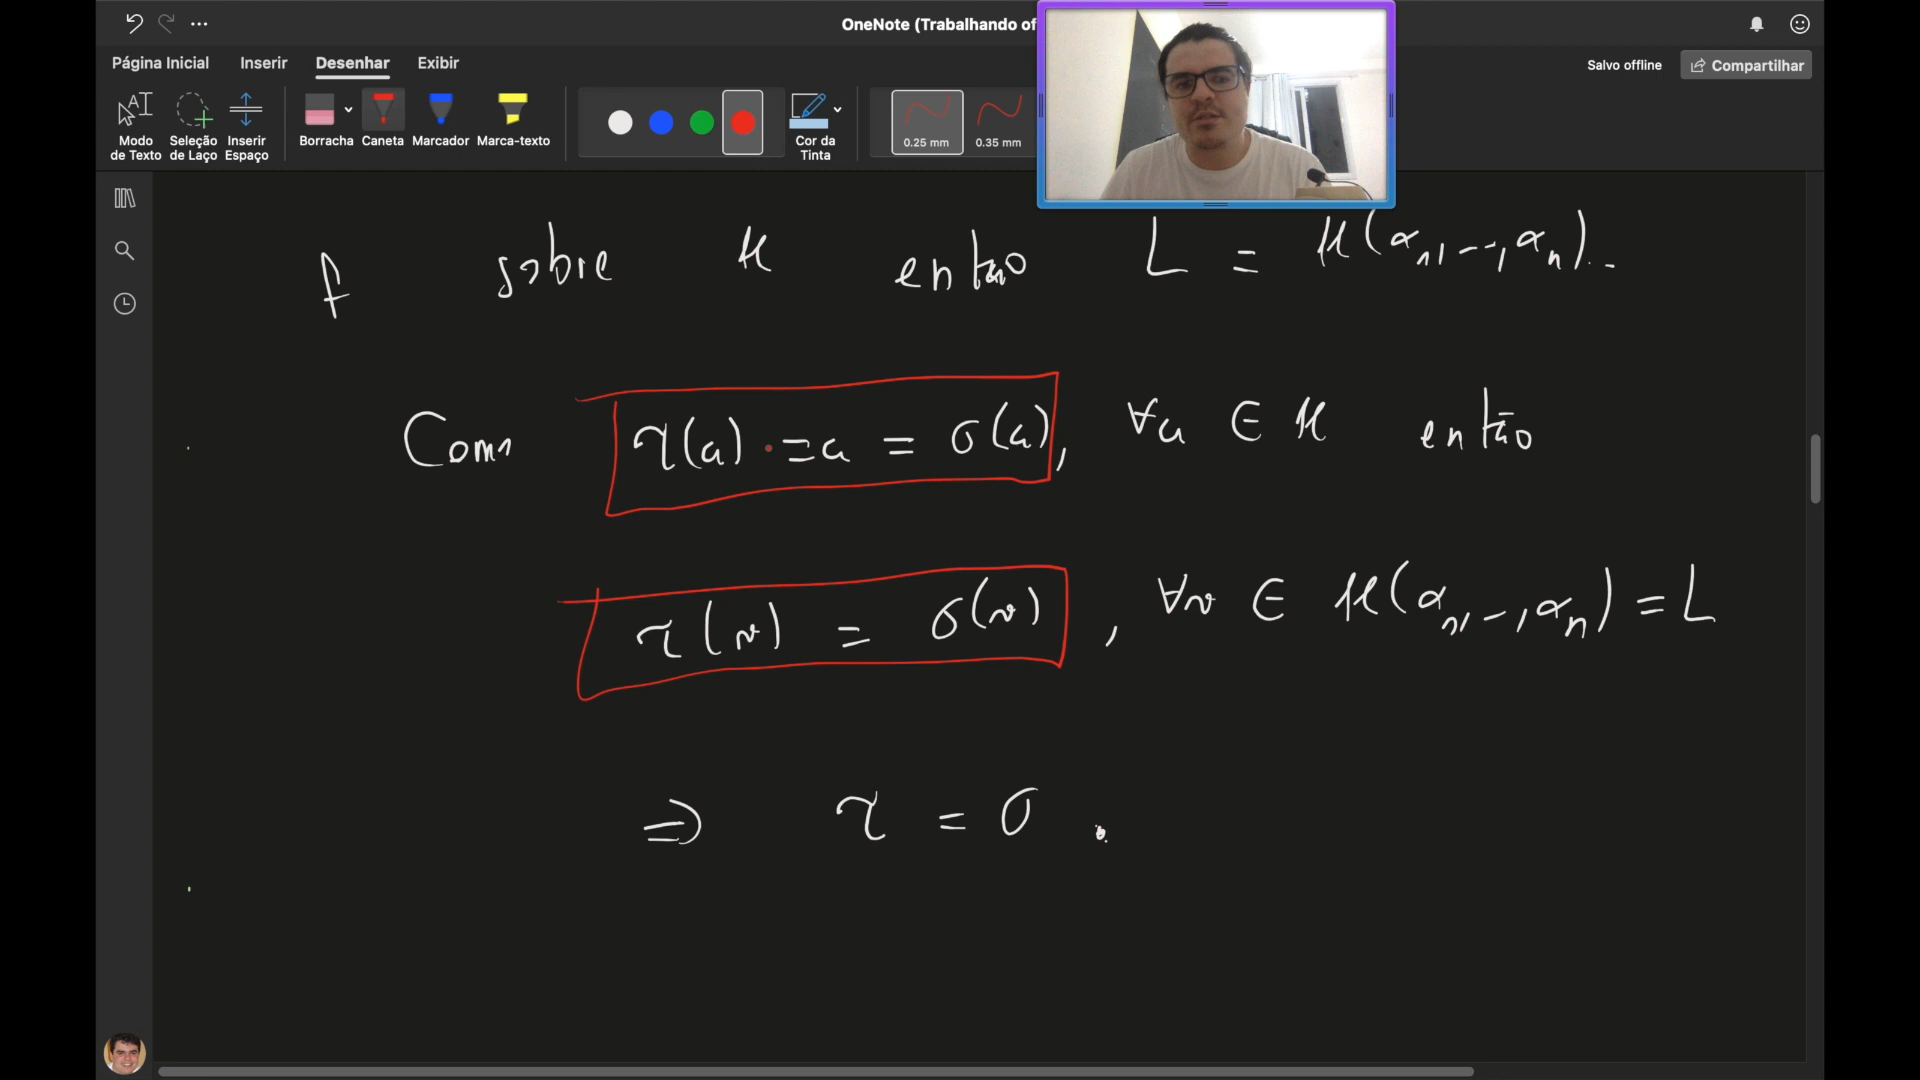 OneNote (Trabalhando of
Página Inicial Inserir Desenhar Exibir
Salvo offline Compartilhar
Modo de Texto
Seleção de Laço
Inserir Espaço
Borracha Caneta Marcador Marca-texto
Cor da Tinta
0.25 mm 0.35 mm
f sobre K então L = K(α₁,--,αₙ)..
Como τ(a) = a = σ(a), ∀a ∈ K então
τ(v) = σ(v), ∀v ∈ K(α₁,-,αₙ) = L
⇒ τ = σ.